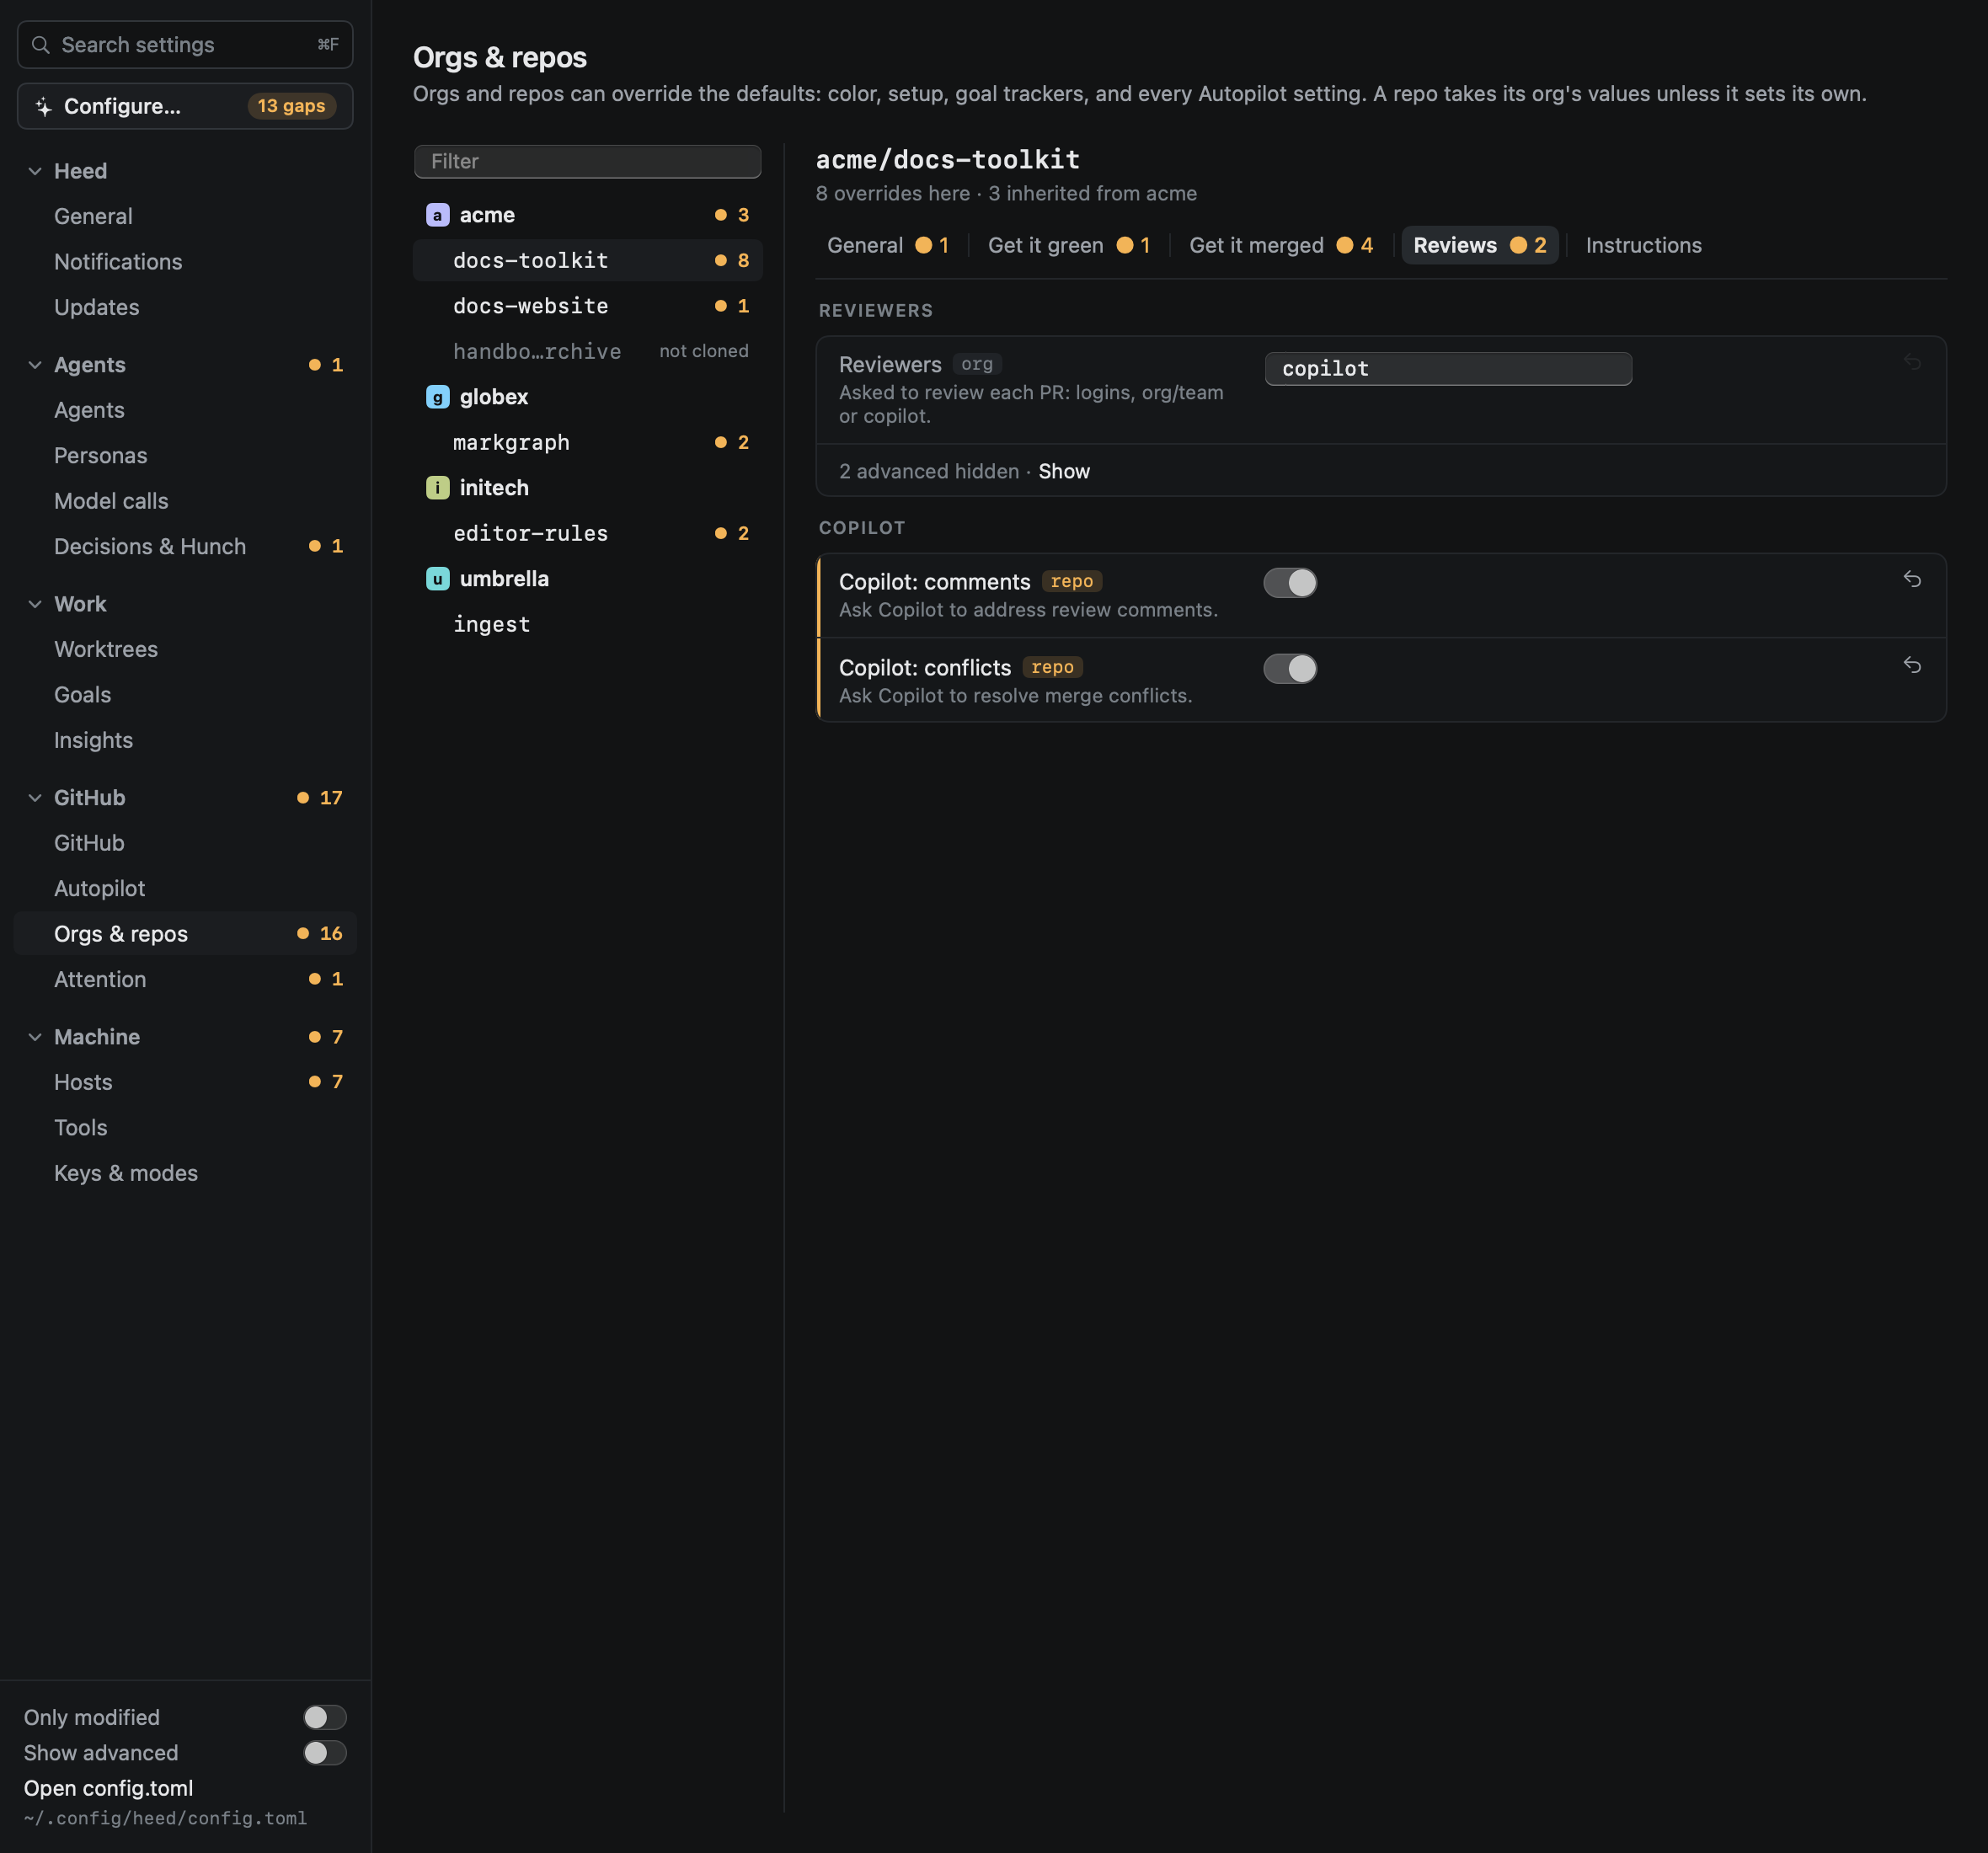 Search settings ⌘F
Configure... 13 gaps
Heed
General
Notifications
Updates
Agents 1
Agents
Personas
Model calls
Decisions & Hunch 1
Work
Worktrees
Goals
Insights
GitHub 17
GitHub
Autopilot
Orgs & repos 16
Attention 1
Machine 7
Hosts 7
Tools
Keys & modes
Only modified
Show advanced
Open config.toml
~/.config/heed/config.toml
Orgs & repos
Orgs and repos can override the defaults: color, setup, goal trackers, and every Autopilot setting. A repo takes its org's values unless it sets its own.
Filter
a acme 3
docs-toolkit 8
docs-website 1
handbo…rchive not cloned
g globex
markgraph 2
i initech
editor-rules 2
u umbrella
ingest
acme/docs-toolkit
8 overrides here · 3 inherited from acme
General 1 Get it green 1 Get it merged 4 Reviews 2 Instructions
REVIEWERS
Reviewers org copilot
Asked to review each PR: logins, org/team
or copilot.
2 advanced hidden · Show
COPILOT
Copilot: comments repo
Ask Copilot to address review comments.
Copilot: conflicts repo
Ask Copilot to resolve merge conflicts.